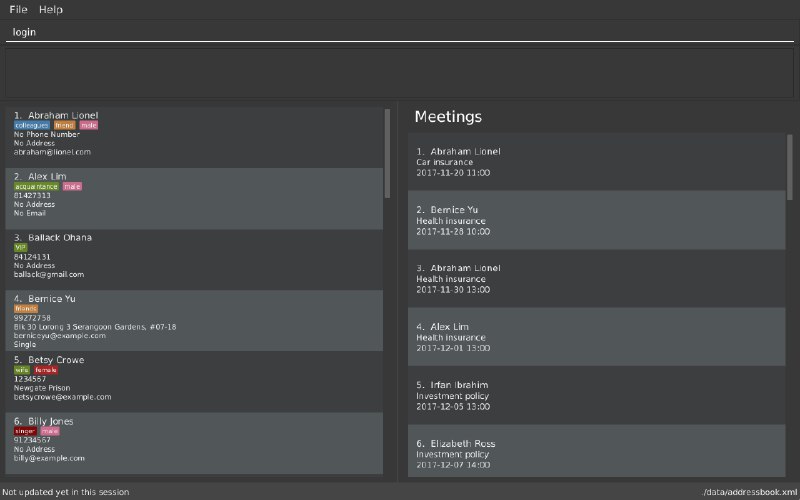 File Help
login
1. Abraham Lionel
colleagues friend male
No Phone Number
No Address
abraham@lionel.com
2. Alex Lim
acquaintance male
81427313
No Address
No Email
3. Ballack Ohana
VIP
84124131
No Address
ballack@gmail.com
4. Bernice Yu
friends
99272758
Blk 30 Lorong 3 Serangoon Gardens, #07-18
berniceyu@example.com
Single
5. Betsy Crowe
wife female
1234567
Newgate Prison
betsycrowe@example.com
6. Billy Jones
singer male
91234567
No Address
billy@example.com
Meetings
1. Abraham Lionel
Car insurance
2017-11-20 11:00
2. Bernice Yu
Health insurance
2017-11-28 10:00
3. Abraham Lionel
Health insurance
2017-11-30 13:00
4. Alex Lim
Health insurance
2017-12-01 13:00
5. Irfan Ibrahim
Investment policy
2017-12-05 13:00
6. Elizabeth Ross
Investment policy
2017-12-07 14:00
Not updated yet in this session
./data/addressbook.xml